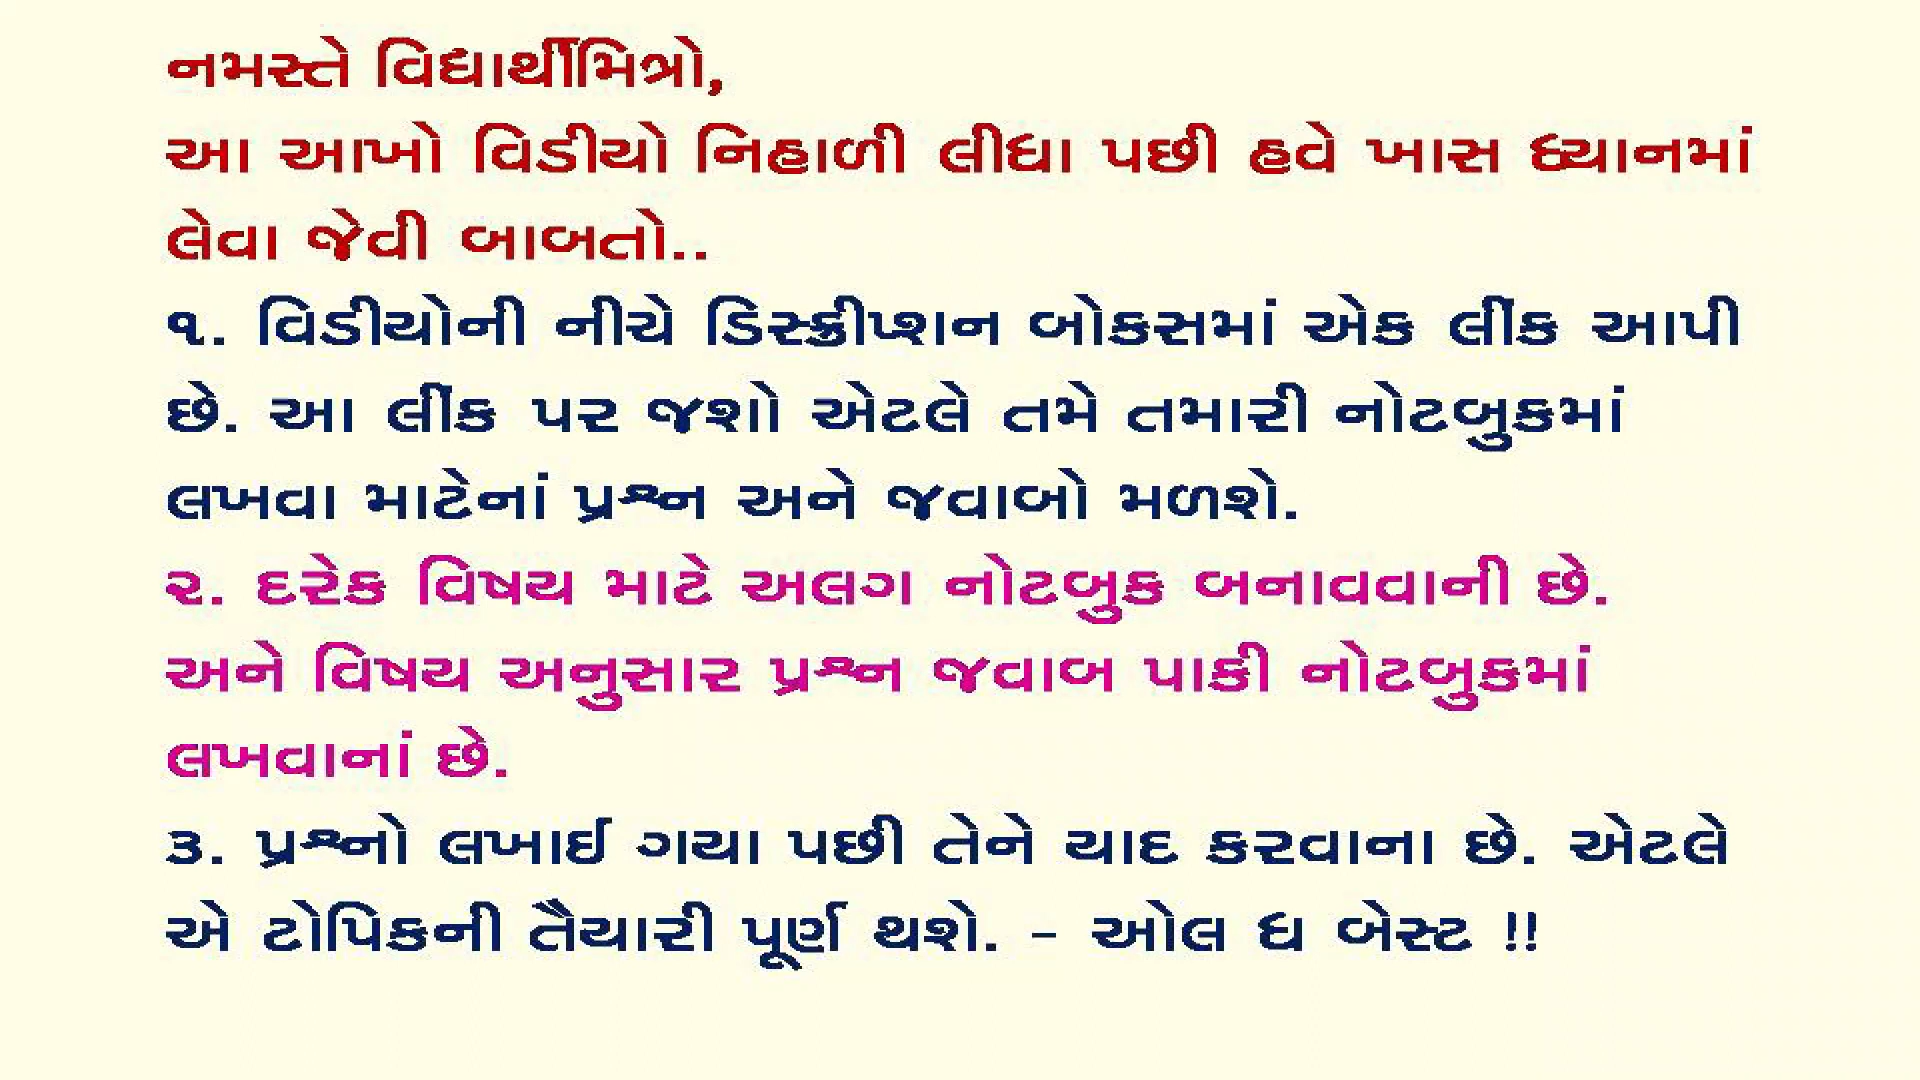 નમસ્તે વિદ્યાર્થીમિત્રો,
આ આખો વિડીયો નિહાળી લીધા પછી હવે ખાસ ધ્યાનમાં
લેવા જેવી બાબતો..
૧. વિડીયોની નીચે ડિસ્ક્રીપ્શન બોકસમાં એક લીંક આપી
છે. આ લીંક પર જશો એટલે તમે તમારી નોટબુકમાં
લખવા માટેનાં પ્રશ્ન અને જવાબો મળશે.
૨. દરેક વિષય માટે અલગ નોટબુક બનાવવાની છે.
અને વિષય અનુસાર પ્રશ્ન જવાબ પાકી નોટબુકમાં
લખવાનાં છે.
૩. પ્રશ્નો લખાઈ ગયા પછી તેને યાદ કરવાના છે. એટલે
એ ટોપિકની તૈયારી પૂર્ણ થશે. - ઓલ ધ બેસ્ટ !!